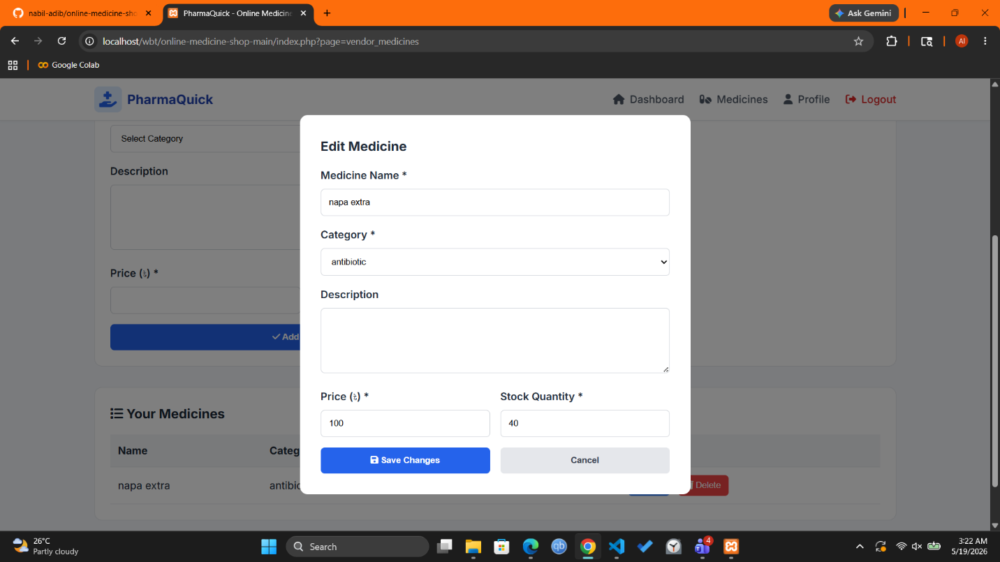 nabil-adib/online-medicine-sho
PharmaQuick - Online Medicine
Ask Gemini
localhost/wbt/online-medicine-shop-main/index.php?page=vendor_medicines
AI
Google Colab
PharmaQuick
Dashboard
Medicines
Profile
Logout
Select Category
Description
Price (৳) *
Add
Edit Medicine
Medicine Name *
napa extra
Category *
antibiotic
Description
Price (৳) * Stock Quantity *
100 40
Save Changes Cancel
Your Medicines
Name Categ
napa extra antibio
Delete
26°C
Partly cloudy
Search
qb
4
3:22 AM
5/19/2026